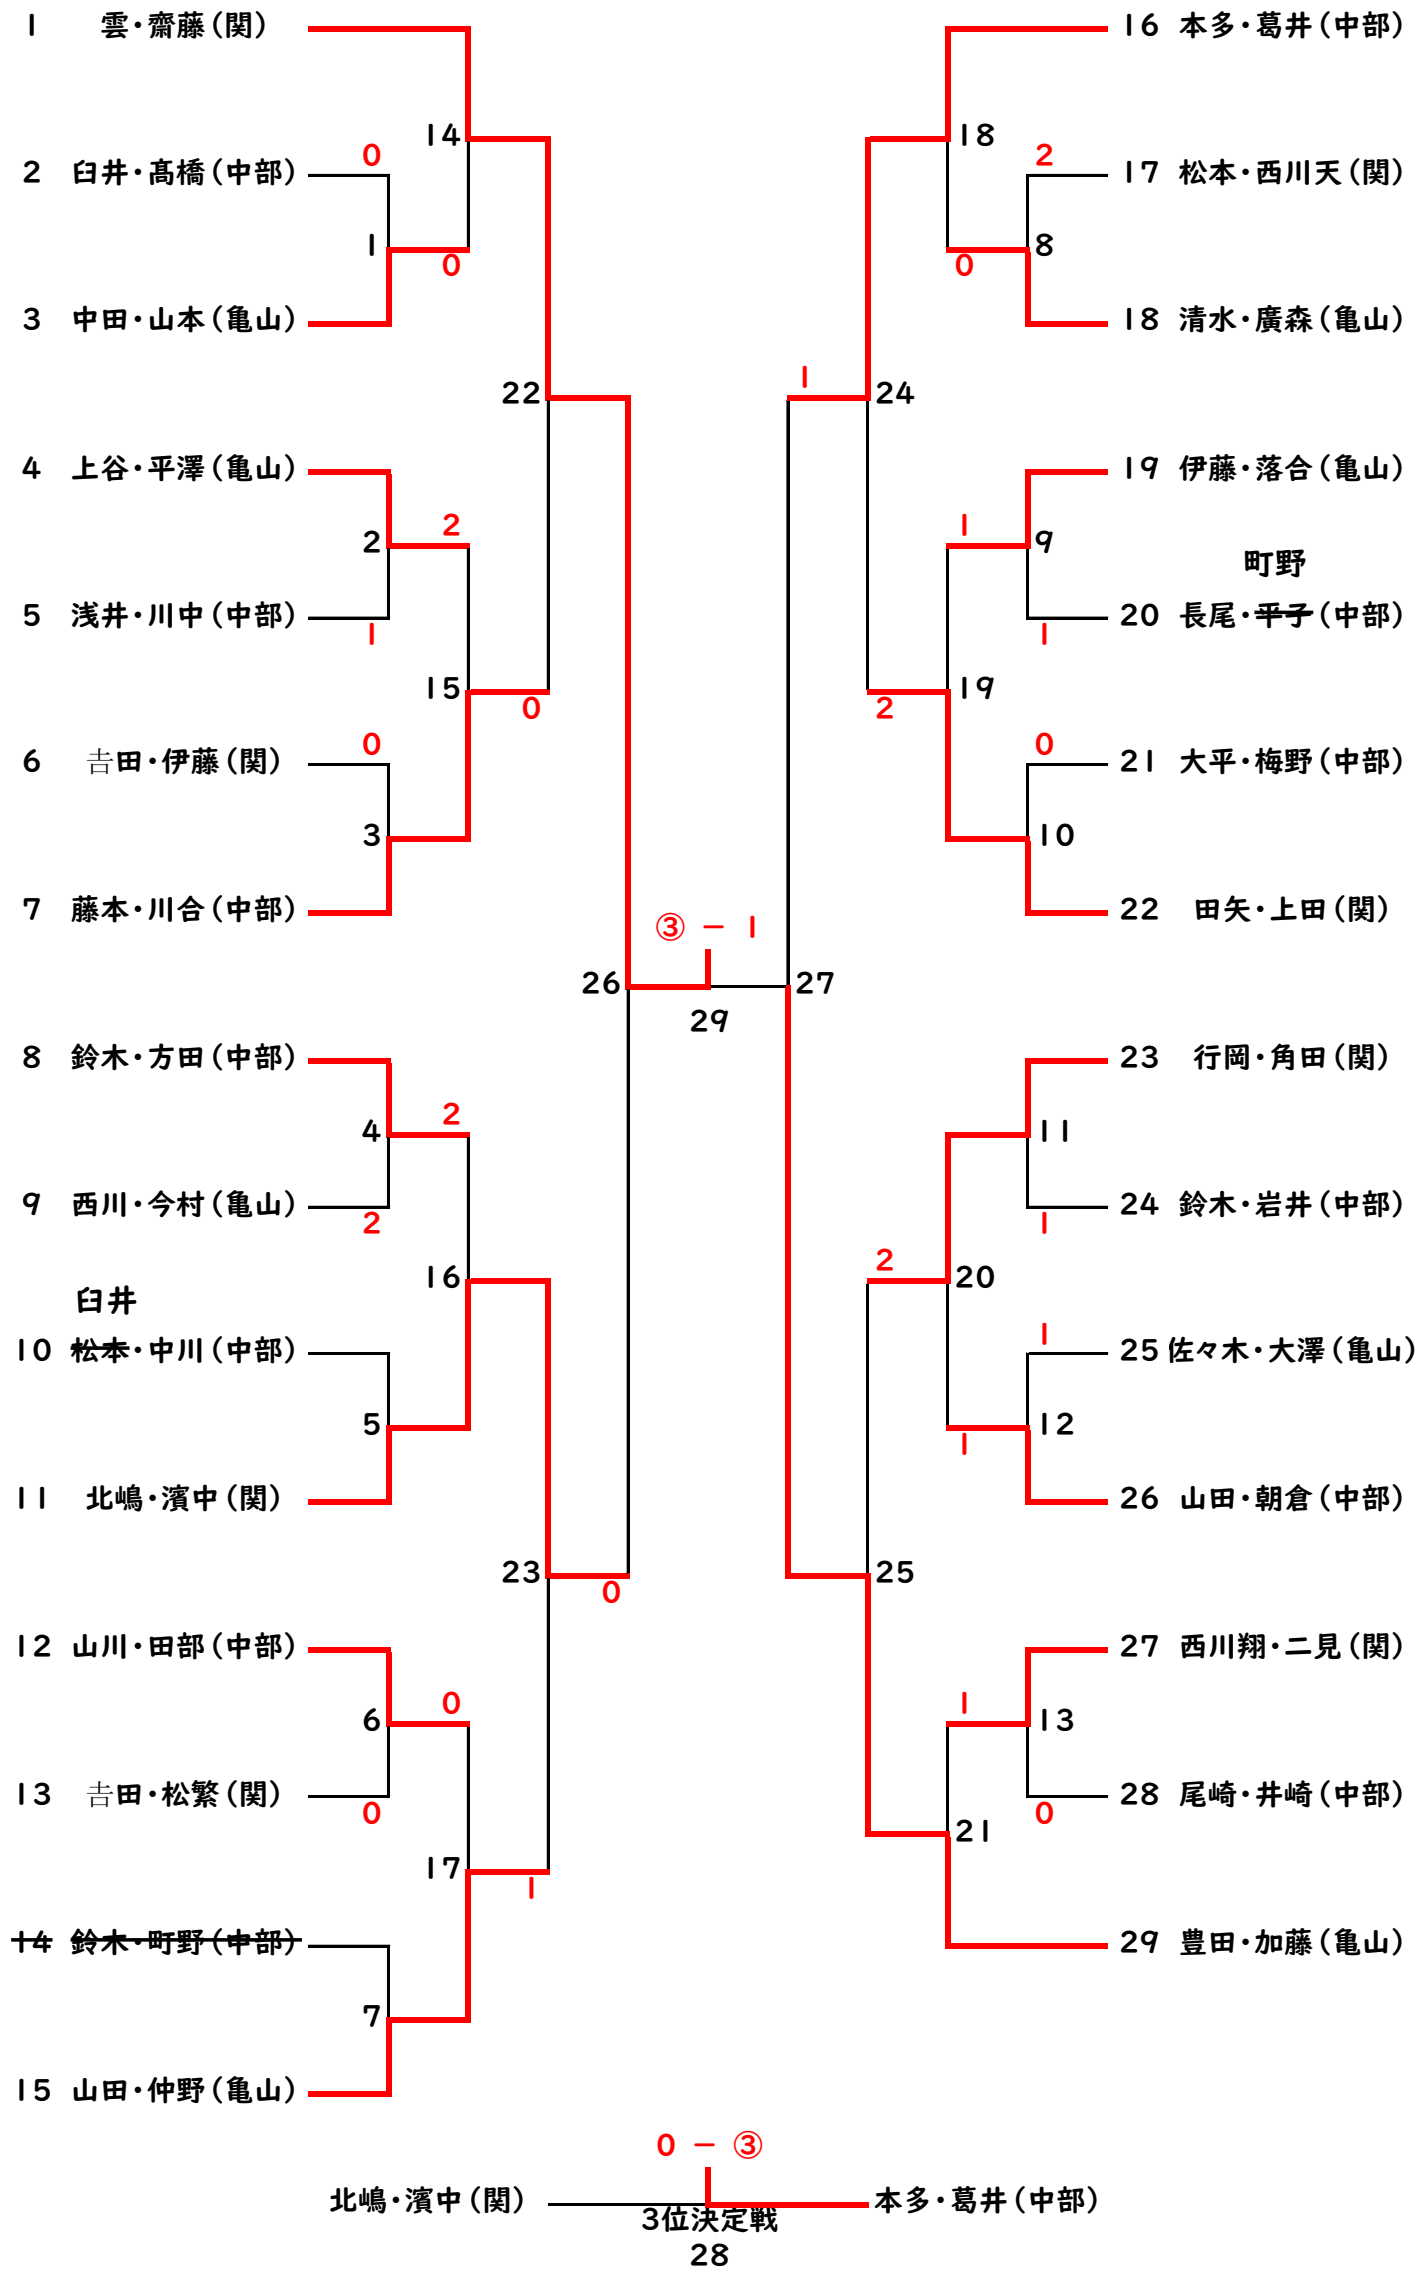 1 雲・齋藤(関)
16 本多・葛井(中部)
14
18
0
2
2 臼井・髙橋(中部)
17 松本・西川天(関)
1
8
0
0
3 中田・山本(亀山)
18 清水・廣森(亀山)
1
22
24
4 上谷・平澤(亀山)
19 伊藤・落合(亀山)
2
1
2
9
町野
5 浅井・川中(中部)
20 長尾・平子(中部)
1
1
15
19
0
2
0
0
6 𠮷田・伊藤(関)
21 大平・梅野(中部)
3
10
7 藤本・川合(中部)
22 田矢・上田(関)
③ − 1
26
27
29
8 鈴木・方田(中部)
23 行岡・角田(関)
2
4
11
9 西川・今村(亀山)
24 鈴木・岩井(中部)
2
1
2
16
20
臼井
1
10 松本・中川(中部)
25 佐々木・大澤(亀山)
5
12
1
11 北嶋・濱中(関)
26 山田・朝倉(中部)
23
25
0
12 山川・田部(中部)
27 西川翔・二見(関)
0
1
6
13
13 𠮷田・松繁(関)
28 尾崎・井崎(中部)
0
0
21
17
1
14 鈴木・町野(中部)
29 豊田・加藤(亀山)
7
15 山田・仲野(亀山)
0 − ③
北嶋・濱中(関)
本多・葛井(中部)
3位決定戦
28